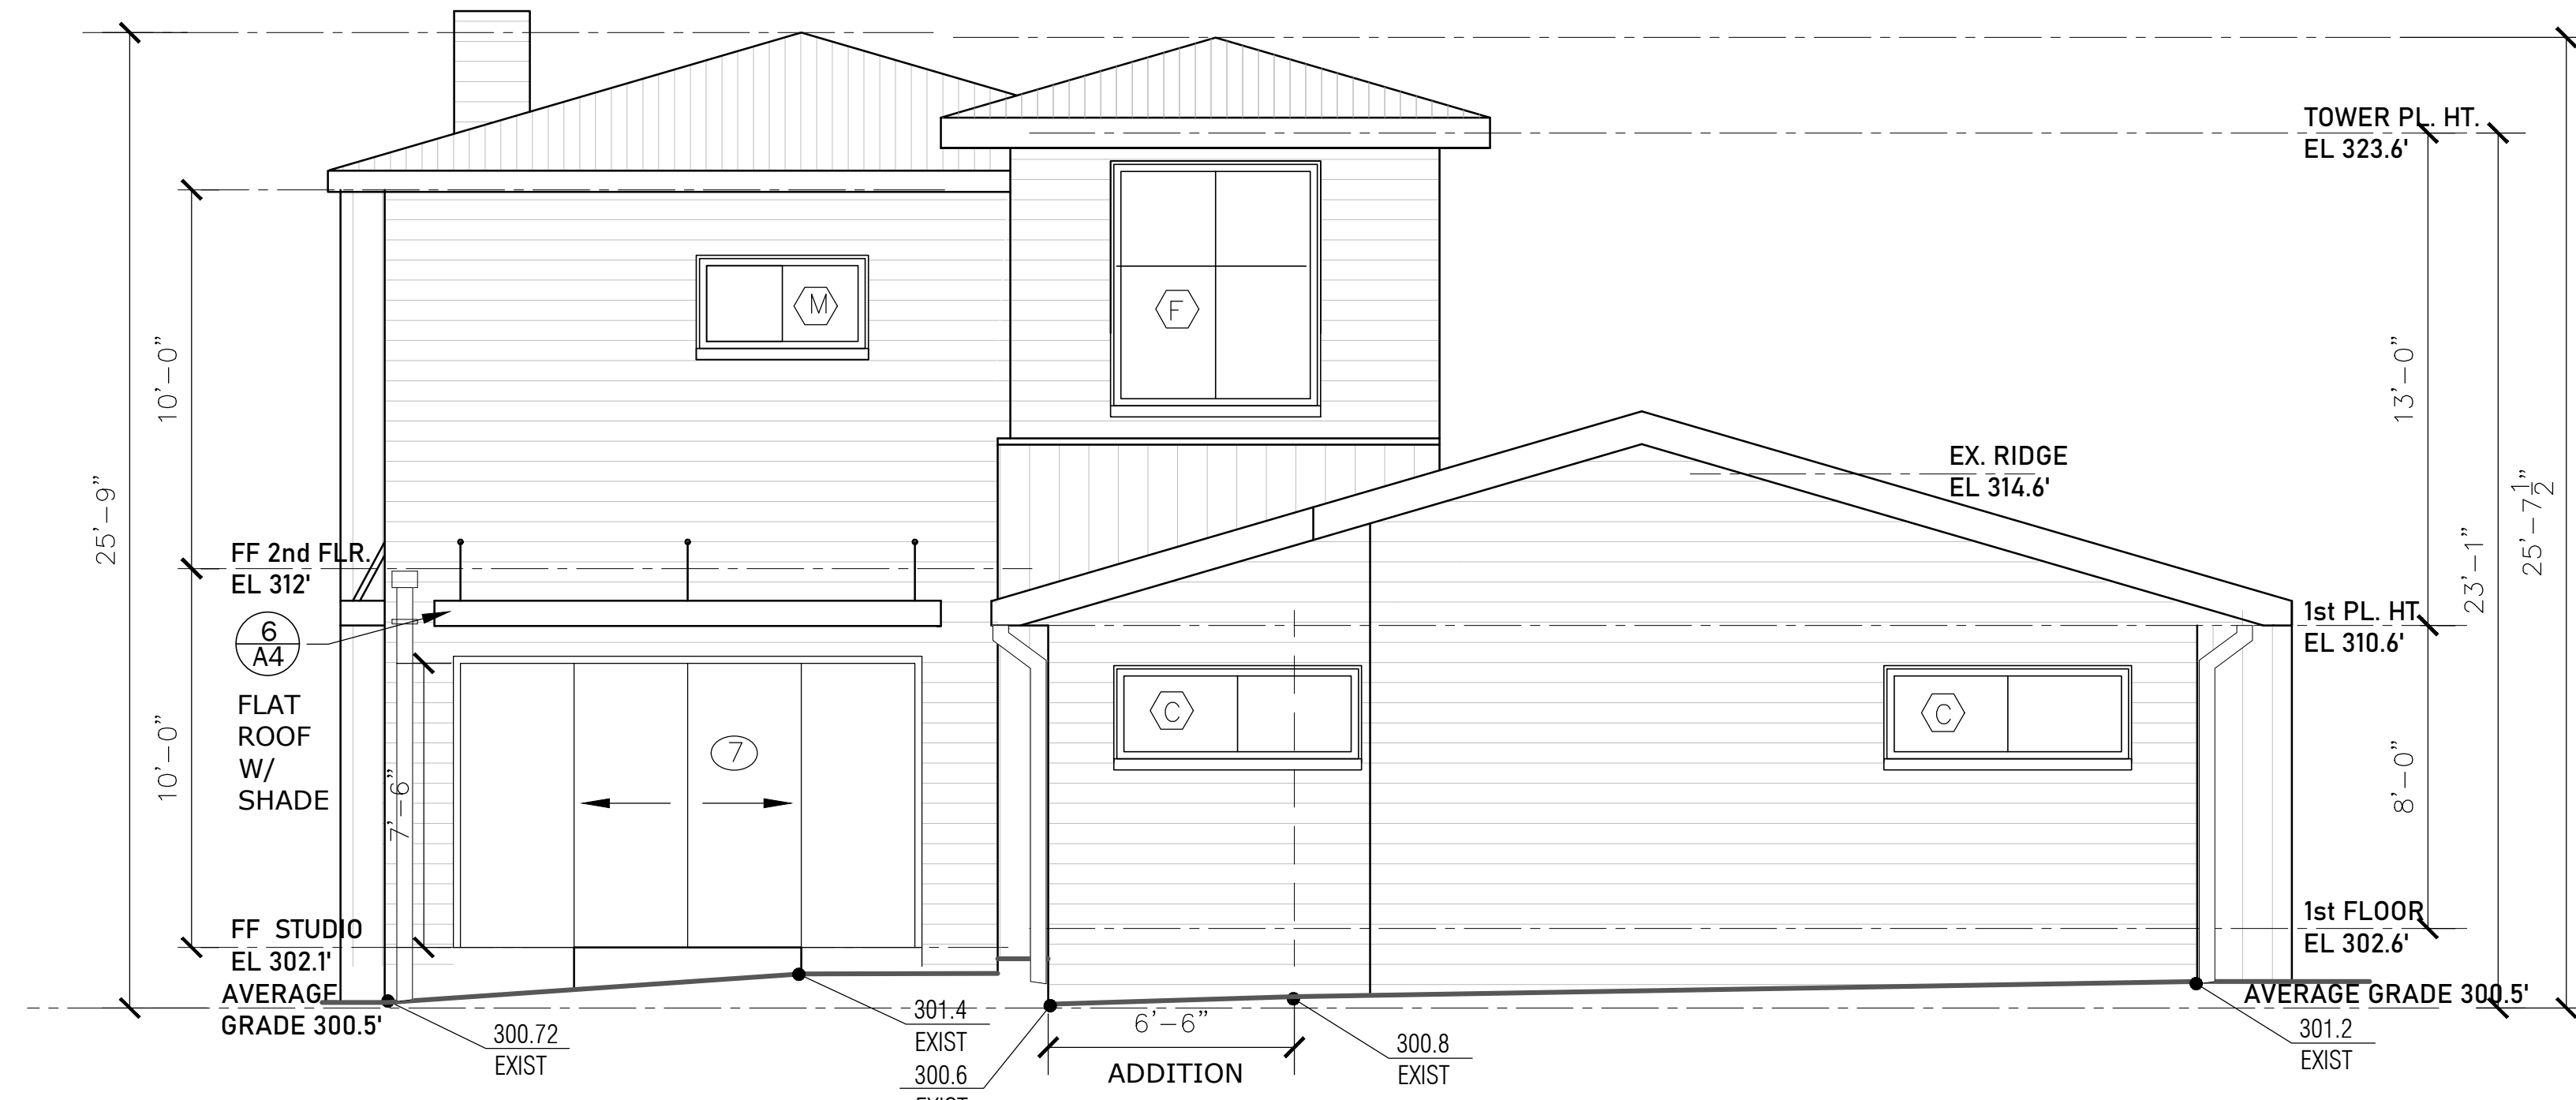 TOWER PL. HT.
EL 323.6'
M
F
10'-0"
13'-0"
EX. RIDGE
EL 314.6'
25'-9"
25'-7 1/2"
FF 2nd FLR.
EL 312'
23'-1"
1st PL. HT.
EL 310.6'
6
A4
FLAT
ROOF
W/
SHADE
C
C
7
10'-0"
7'-6"
8'-0"
FF STUDIO
EL 302.1'
1st FLOOR
EL 302.6'
AVERAGE
GRADE 300.5'
AVERAGE GRADE 300.5'
300.72
EXIST
301.4
EXIST
300.6
EXIST
6'-6"
ADDITION
300.8
EXIST
301.2
EXIST